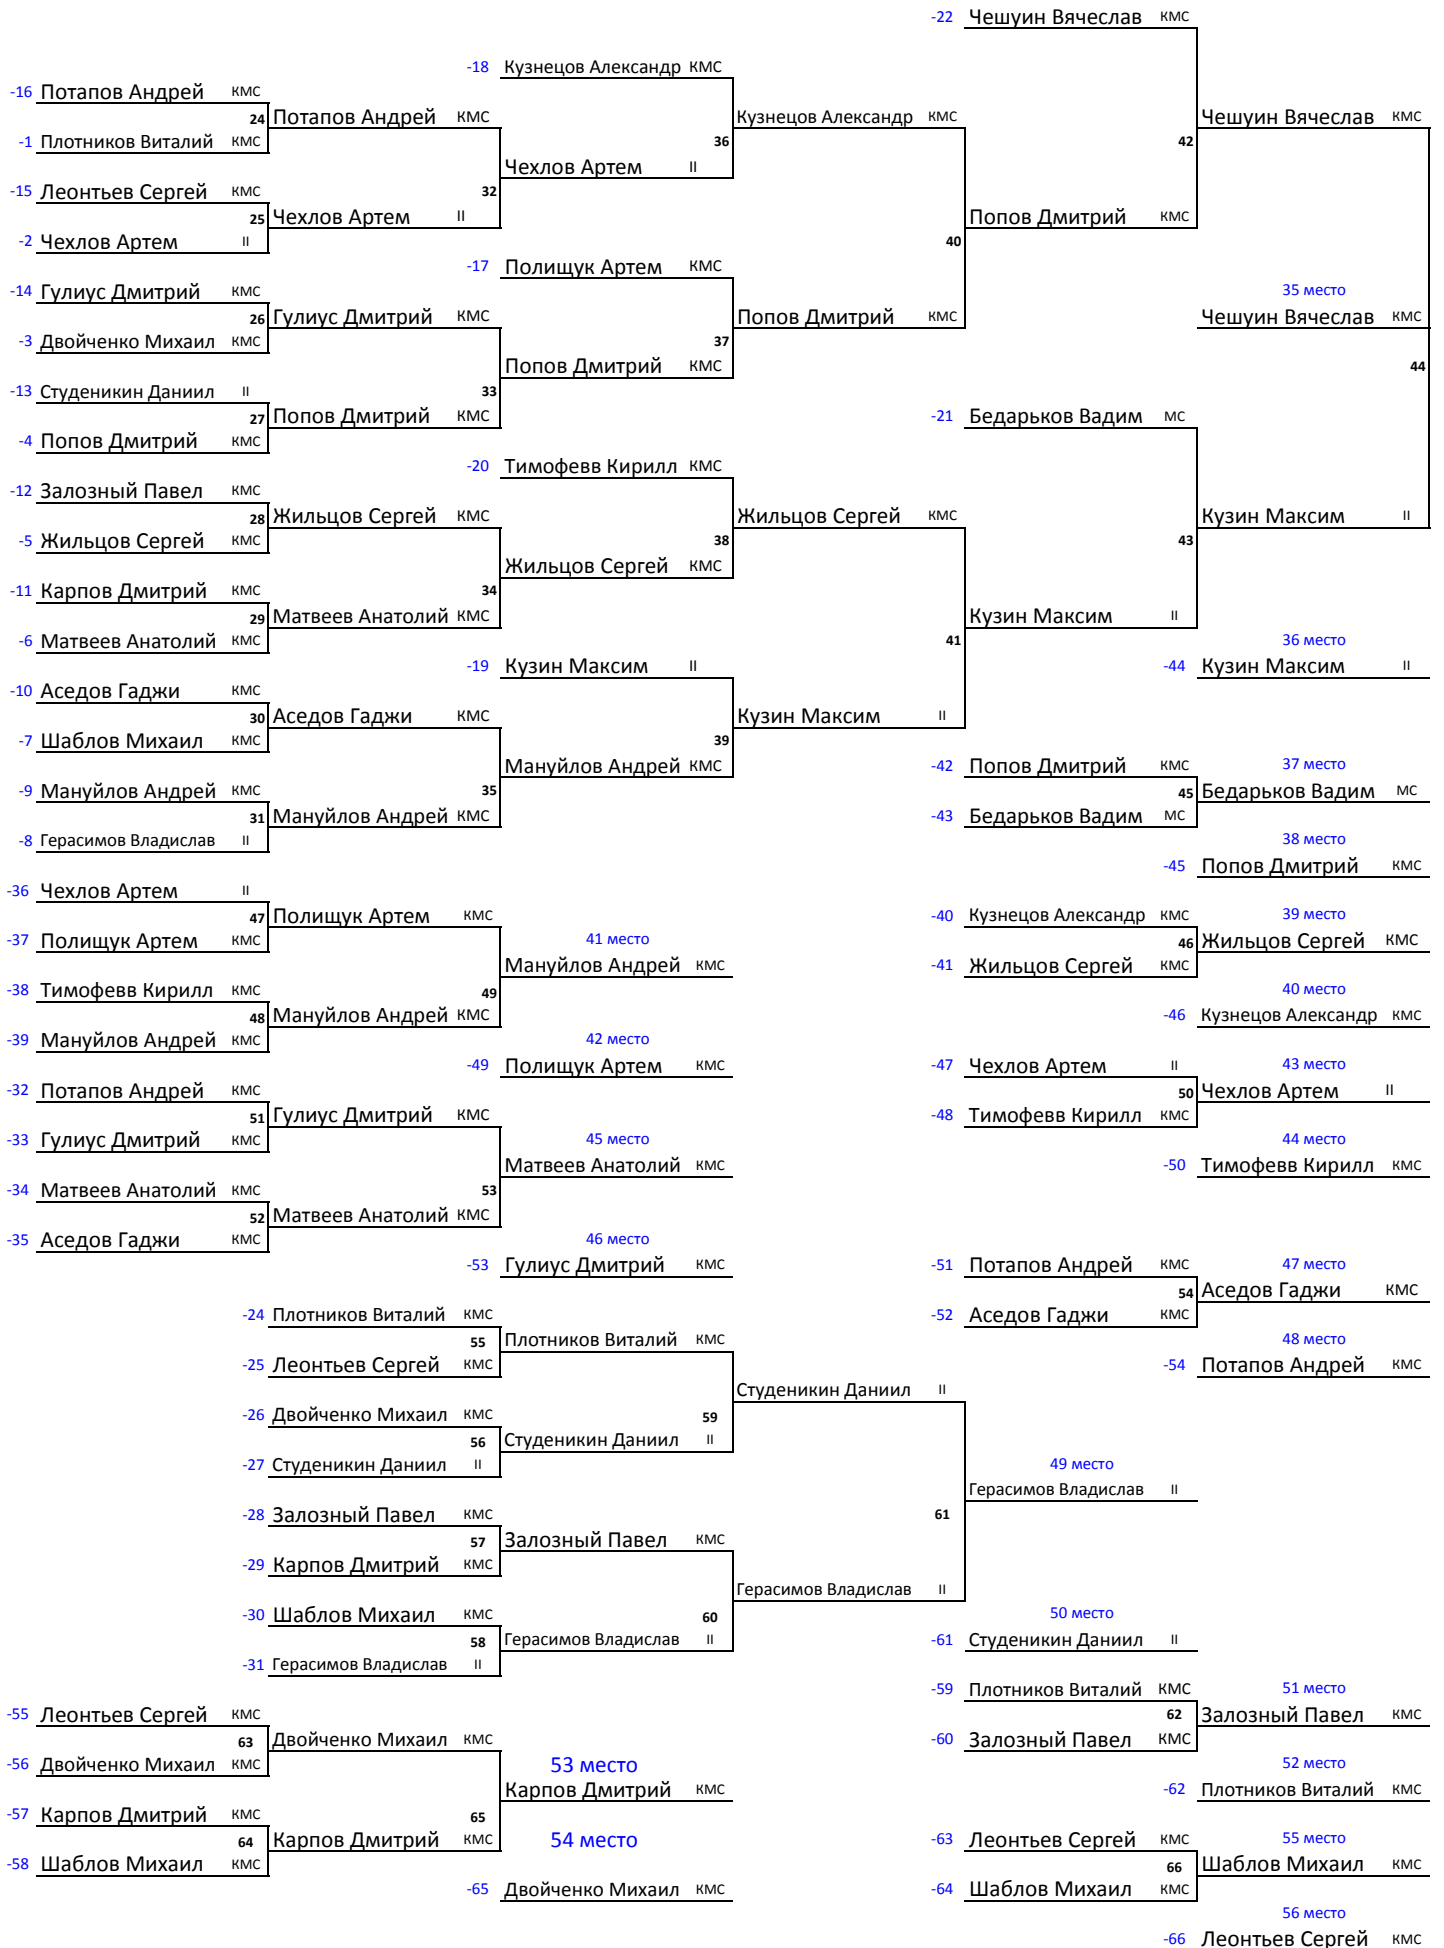 -22 Чешуин Вячеслав КМС
-18 Кузнецов Александр КМС
-16 Потапов Андрей КМС
24 Потапов Андрей КМС
Кузнецов Александр КМС
Чешуин Вячеслав КМС
-1 Плотников Виталий КМС
36
42
Чехлов Артем II
-15 Леонтьев Сергей КМС
32
25 Чехлов Артем II
Попов Дмитрий КМС
-2 Чехлов Артем II
40
-17 Полищук Артем КМС
-14 Гулиус Дмитрий КМС
35 место
26 Гулиус Дмитрий КМС
Попов Дмитрий КМС
Чешуин Вячеслав КМС
-3 Двойченко Михаил КМС
37
Попов Дмитрий КМС
44
-13 Студеникин Даниил II
33
27 Попов Дмитрий КМС
-21 Бедарьков Вадим МС
-4 Попов Дмитрий КМС
-20 Тимофевв Кирилл КМС
-12 Залозный Павел КМС
28 Жильцов Сергей КМС
Жильцов Сергей КМС
Кузин Максим II
-5 Жильцов Сергей КМС
38
43
Жильцов Сергей КМС
-11 Карпов Дмитрий КМС
34
29 Матвеев Анатолий КМС
Кузин Максим II
-6 Матвеев Анатолий КМС
41
36 место
-19 Кузин Максим II
-44 Кузин Максим II
-10 Аседов Гаджи КМС
30 Аседов Гаджи КМС
Кузин Максим II
-7 Шаблов Михаил КМС
39
Мануйлов Андрей КМС
-42 Попов Дмитрий КМС
37 место
-9 Мануйлов Андрей КМС
35
45 Бедарьков Вадим МС
31 Мануйлов Андрей КМС
-43 Бедарьков Вадим МС
-8 Герасимов Владислав II
38 место
-45 Попов Дмитрий КМС
-36 Чехлов Артем II
47 Полищук Артем КМС
-40 Кузнецов Александр КМС
39 место
-37 Полищук Артем КМС
41 место
46 Жильцов Сергей КМС
Мануйлов Андрей КМС
-41 Жильцов Сергей КМС
-38 Тимофевв Кирилл КМС
49
40 место
48 Мануйлов Андрей КМС
-46 Кузнецов Александр КМС
-39 Мануйлов Андрей КМС
42 место
-49 Полищук Артем КМС
-47 Чехлов Артем II
43 место
-32 Потапов Андрей КМС
50 Чехлов Артем II
51 Гулиус Дмитрий КМС
-48 Тимофевв Кирилл КМС
-33 Гулиус Дмитрий КМС
45 место
44 место
Матвеев Анатолий КМС
-50 Тимофевв Кирилл КМС
-34 Матвеев Анатолий КМС
53
52 Матвеев Анатолий КМС
-35 Аседов Гаджи КМС
46 место
-53 Гулиус Дмитрий КМС
-51 Потапов Андрей КМС
47 место
54 Аседов Гаджи КМС
-24 Плотников Виталий КМС
-52 Аседов Гаджи КМС
55 Плотников Виталий КМС
48 место
-25 Леонтьев Сергей КМС
-54 Потапов Андрей КМС
Студеникин Даниил II
-26 Двойченко Михаил КМС
59
56 Студеникин Даниил II
-27 Студеникин Даниил II
49 место
Герасимов Владислав II
-28 Залозный Павел КМС
61
57 Залозный Павел КМС
-29 Карпов Дмитрий КМС
Герасимов Владислав II
-30 Шаблов Михаил КМС
60
50 место
58 Герасимов Владислав II
-61 Студеникин Даниил II
-31 Герасимов Владислав II
-59 Плотников Виталий КМС
51 место
-55 Леонтьев Сергей КМС
62 Залозный Павел КМС
63 Двойченко Михаил КМС
-60 Залозный Павел КМС
-56 Двойченко Михаил КМС
53 место
52 место
Карпов Дмитрий КМС
-62 Плотников Виталий КМС
-57 Карпов Дмитрий КМС
65
64 Карпов Дмитрий КМС
54 место
-63 Леонтьев Сергей КМС
55 место
-58 Шаблов Михаил КМС
66 Шаблов Михаил КМС
-65 Двойченко Михаил КМС
-64 Шаблов Михаил КМС
56 место
-66 Леонтьев Сергей КМС